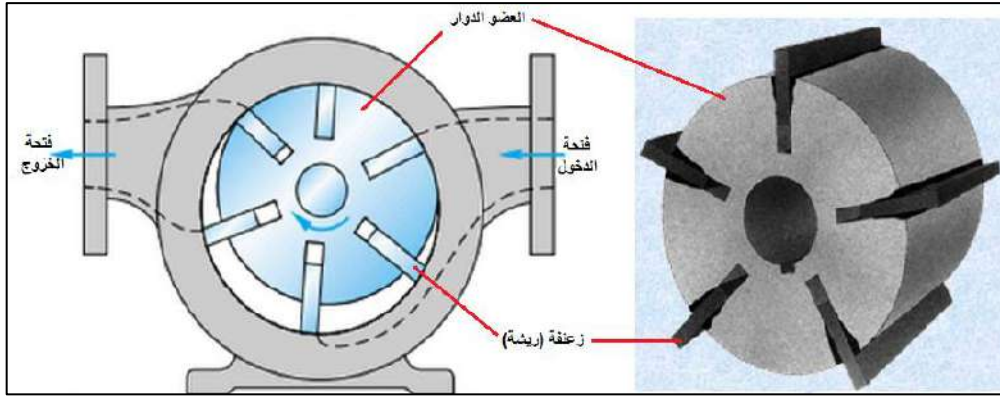 العضو الدوار
فتحة
الدخول
فتحة
الخروج
زعنفة (ريشة)